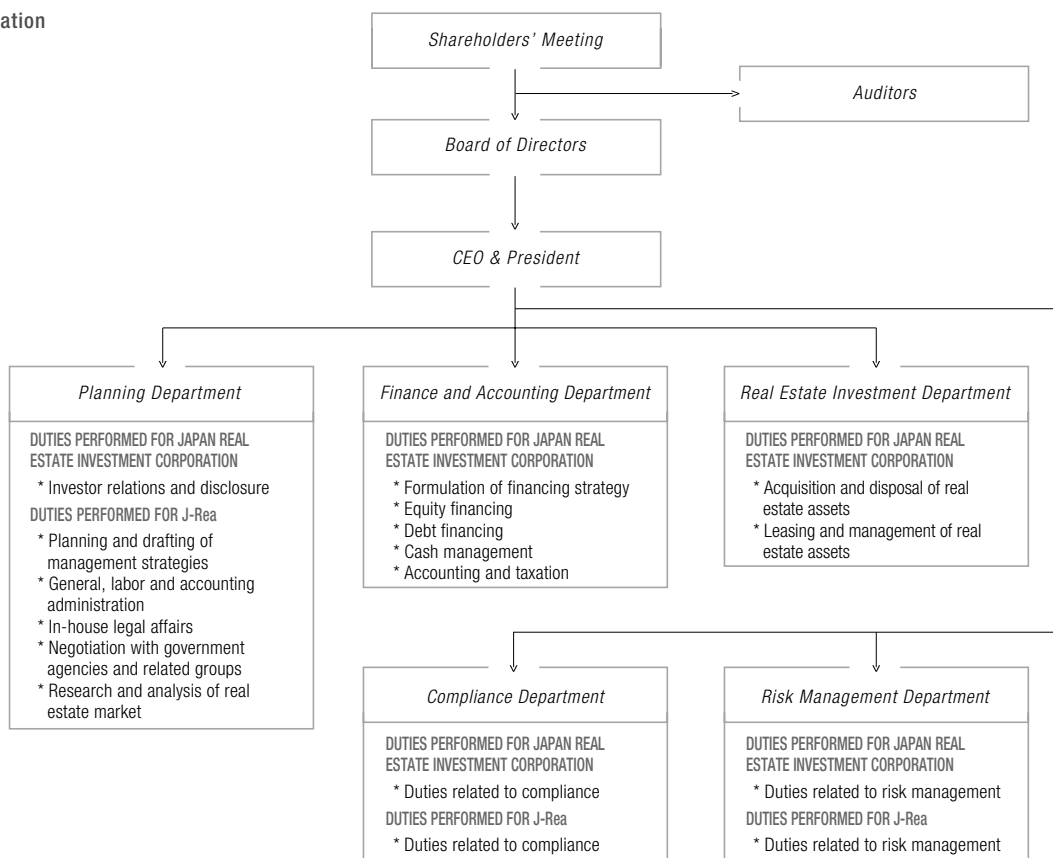 ation
Shareholders' Meeting
Auditors
Board of Directors
CEO & President
Planning Department
DUTIES PERFORMED FOR JAPAN REAL
ESTATE INVESTMENT CORPORATION
* Investor relations and disclosure
DUTIES PERFORMED FOR J-Rea
* Planning and drafting of
management strategies
* General, labor and accounting
administration
* In-house legal affairs
* Negotiation with government
agencies and related groups
* Research and analysis of real
estate market
Finance and Accounting Department
DUTIES PERFORMED FOR JAPAN REAL
ESTATE INVESTMENT CORPORATION
* Formulation of financing strategy
* Equity financing
* Debt financing
* Cash management
* Accounting and taxation
Real Estate Investment Department
DUTIES PERFORMED FOR JAPAN REAL
ESTATE INVESTMENT CORPORATION
* Acquisition and disposal of real
estate assets
* Leasing and management of real
estate assets
Compliance Department
DUTIES PERFORMED FOR JAPAN REAL
ESTATE INVESTMENT CORPORATION
* Duties related to compliance
DUTIES PERFORMED FOR J-Rea
* Duties related to compliance
Risk Management Department
DUTIES PERFORMED FOR JAPAN REAL
ESTATE INVESTMENT CORPORATION
* Duties related to risk management
DUTIES PERFORMED FOR J-Rea
* Duties related to risk management